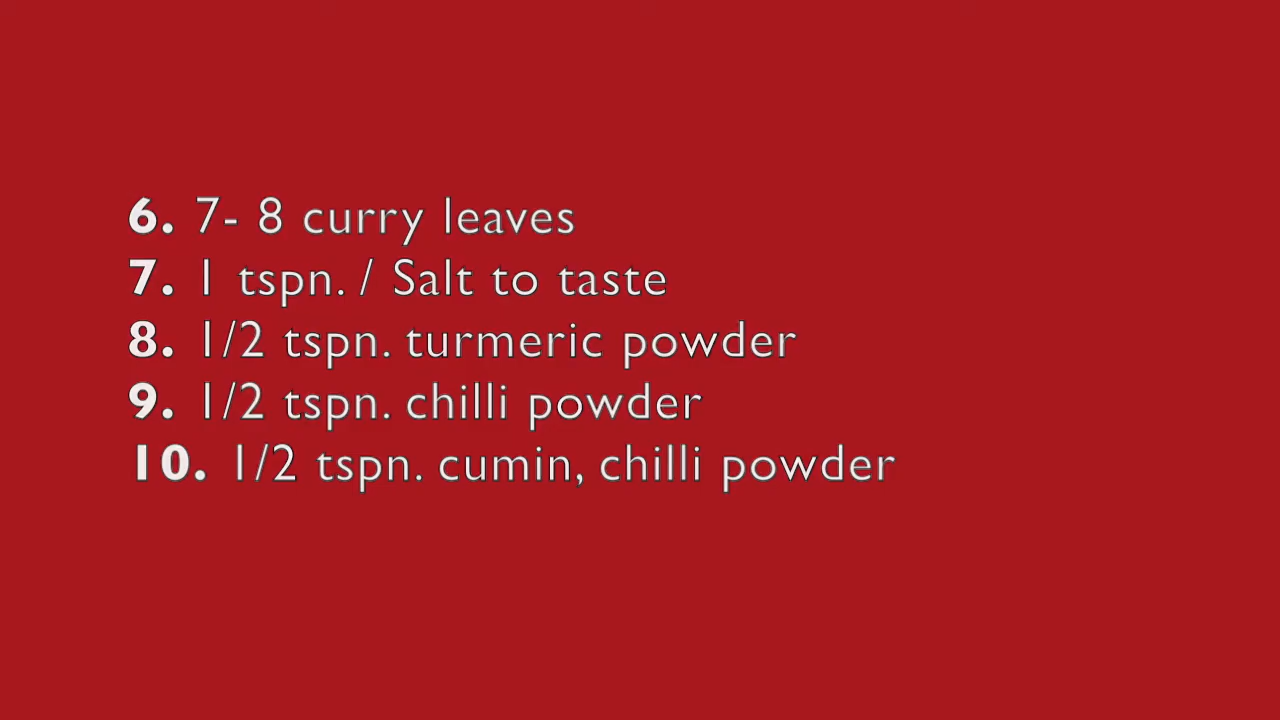 6. 7- 8 curry leaves
7. 1 tspn. / Salt to taste
8. 1/2 tspn. turmeric powder
9. 1/2 tspn. chilli powder
10. 1/2 tspn. cumin, chilli powder